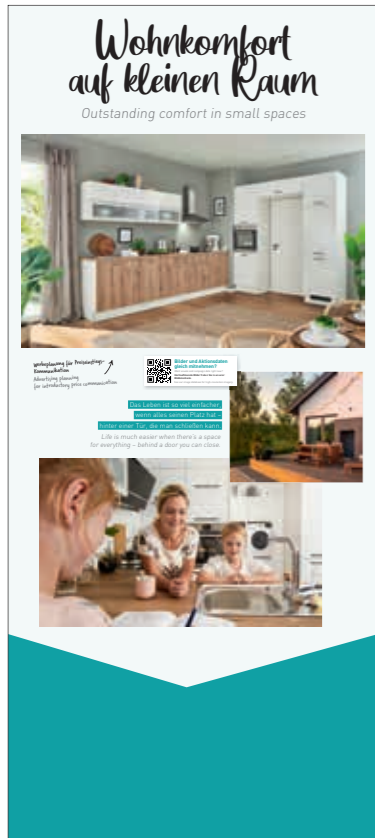 Wohnkomfort
auf kleinen Raum
Outstanding comfort in small spaces
Werbeplanung für Preiseinstiegs-
Kommunikation
Advertising planning
for introductory price communication
Bilder und Aktionsdaten
gleich mitnehmen?
Das Leben ist so viel einfacher,
wenn alles seinen Platz hat –
hinter einer Tür, die man schließen kann.
Life is much easier when there's a space
for everything – behind a door you can close.